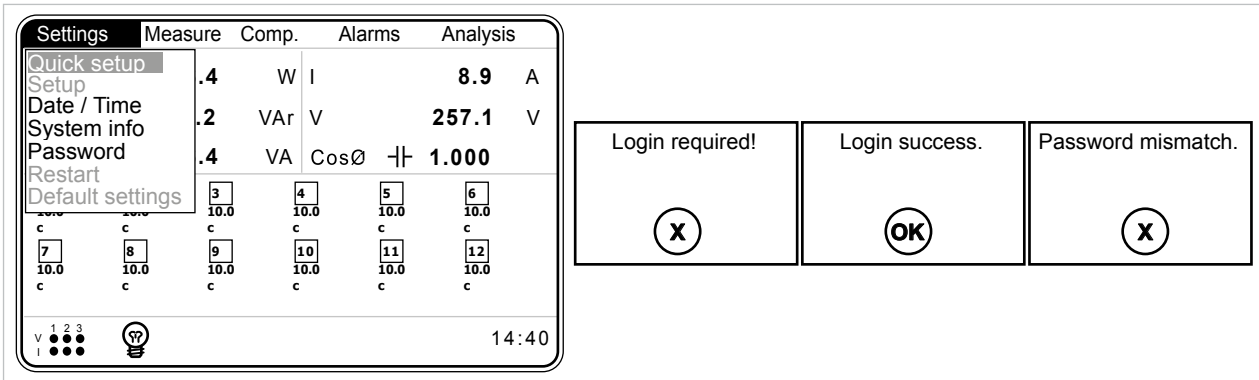 Settings Measure Comp. Alarms Analysis
Quick setup
Setup
Date / Time
System info
Password
Restart
Default settings
.4 W I 8.9 A
.2 VAr V 257.1 V
.4 VA CosØ 1.000
3 4 5 6
10.0 10.0 10.0 10.0 10.0 10.0
c c c c c c
7 8 9 10 11 12
10.0 10.0 10.0 10.0 10.0 10.0
c c c c c c
1 2 3
V
I
14:40
Login required!
X
Login success.
OK
Password mismatch.
X